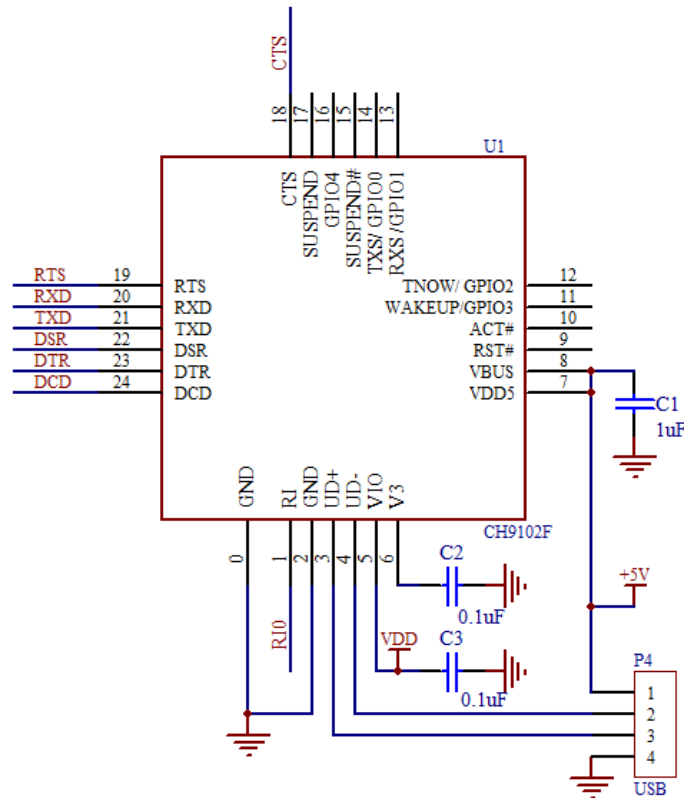 CTS
18
17
16
15
14
13
U1
CTS
SUSPEND
GPIO4
SUSPEND#
TXS/ GPIO0
RXS /GPIO1
RTS 19 RTS
RXD 20 RXD
TXD 21 TXD
DSR 22 DSR
DTR 23 DTR
DCD 24 DCD
TNOW/ GPIO2 12
WAKEUP/GPIO3 11
ACT# 10
RST# 9
VBUS 8
VDD5 7
C1
1uF
GND
RI
GND
UD+
UD-
VIO
V3
CH9102F
0
1
2
3
4
5
6
C2
0.1uF
+5V
RI0
VDD
C3
0.1uF
P4
1
2
3
4
USB